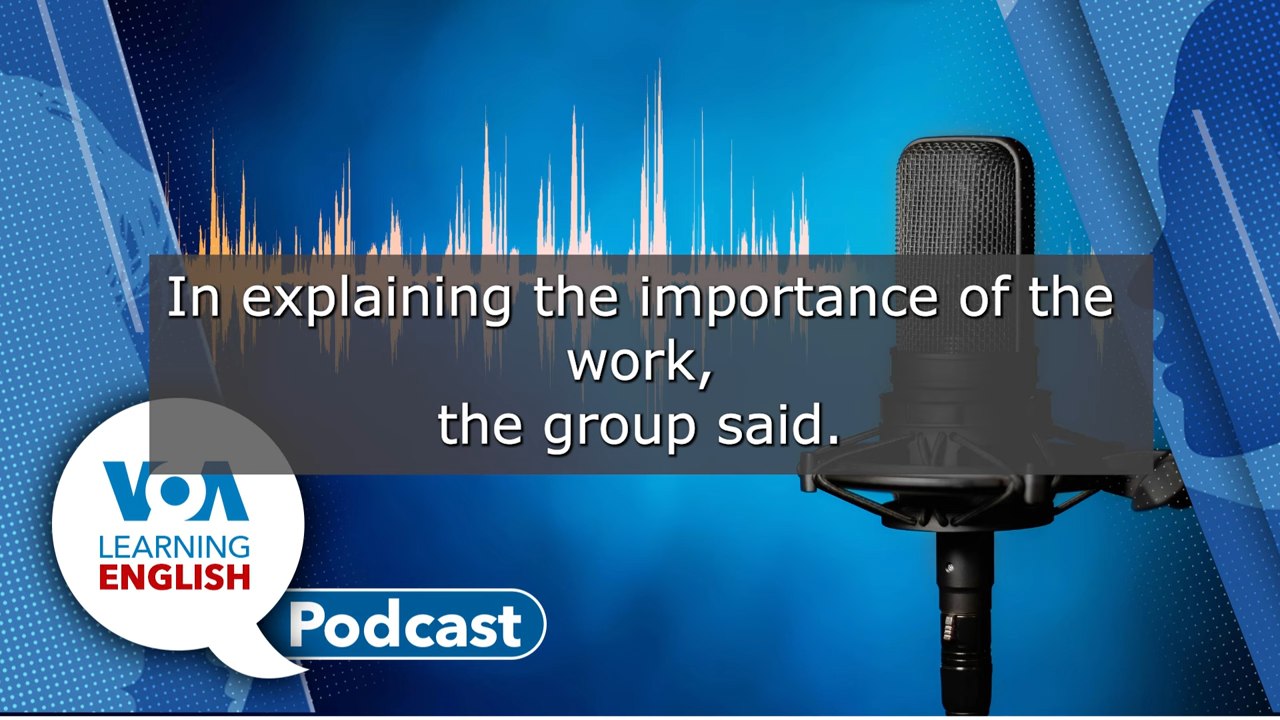 In explaining the importance of the
work,
the group said.
VOA
LEARNING
ENGLISH
Podcast